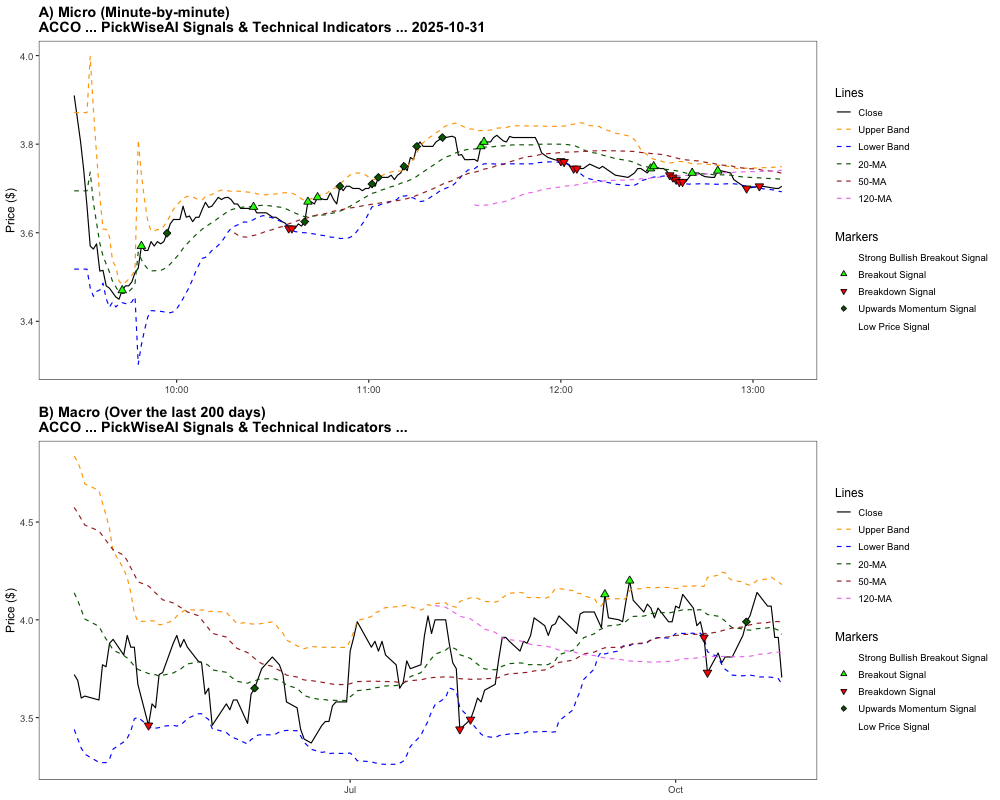 A) Micro (Minute-by-minute)
ACCO ... PickWiseAI Signals & Technical Indicators ... 2025-10-31
4.0
3.8
3.6
3.4
Price ($)
10:00
11:00
12:00
13:00
Lines
Close
Upper Band
Lower Band
20-MA
50-MA
120-MA
Markers
Strong Bullish Breakout Signal
Breakout Signal
Breakdown Signal
Upwards Momentum Signal
Low Price Signal
B) Macro (Over the last 200 days)
ACCO ... PickWiseAI Signals & Technical Indicators ...
4.5
4.0
3.5
Price ($)
Jul
Oct
Lines
Close
Upper Band
Lower Band
20-MA
50-MA
120-MA
Markers
Strong Bullish Breakout Signal
Breakout Signal
Breakdown Signal
Upwards Momentum Signal
Low Price Signal